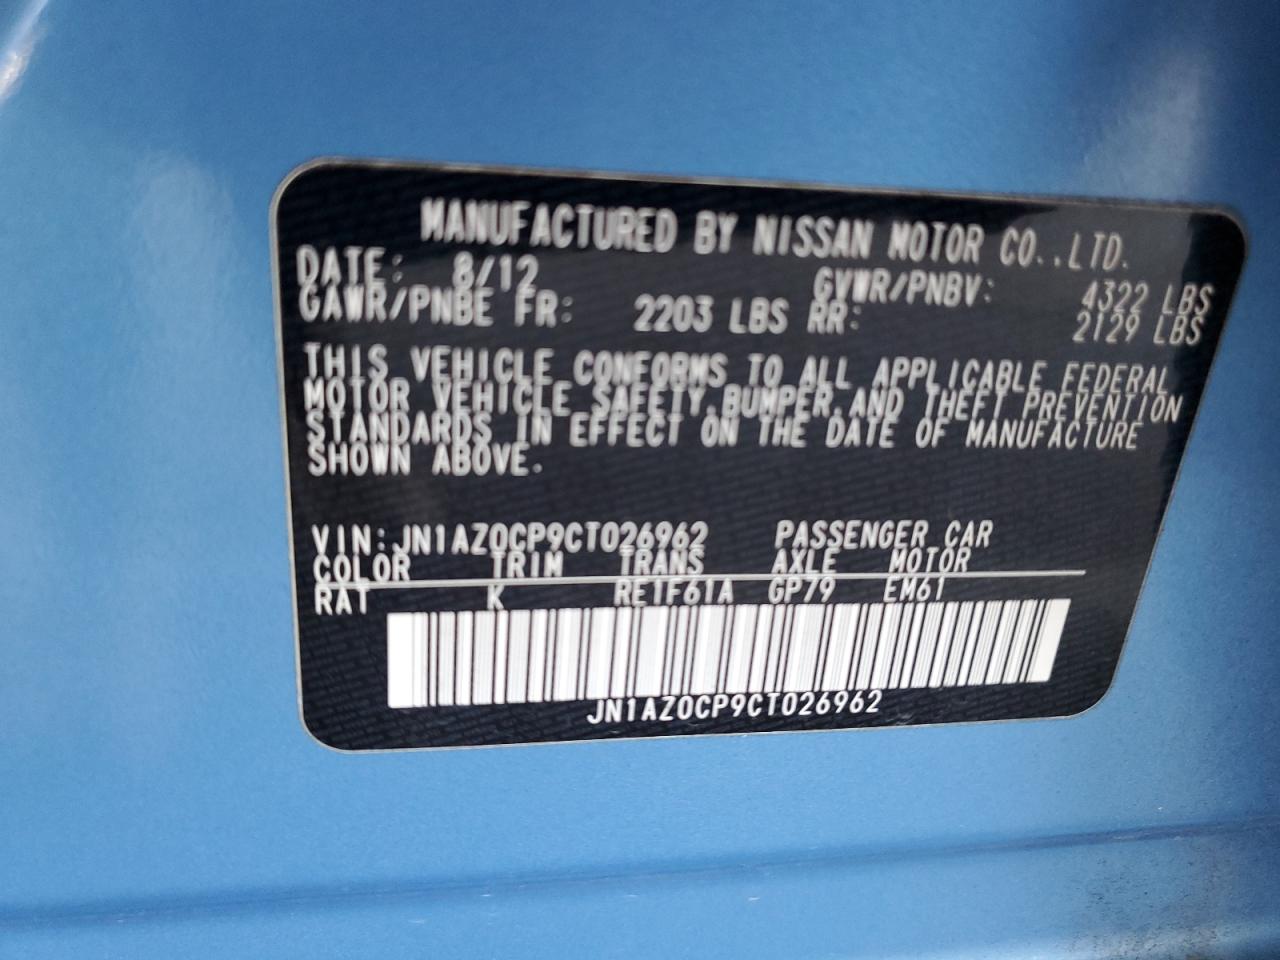 MANUFACTURED BY NISSAN MOTOR CO.,LTD.
DATE: 8/12 GVWR/PNBV: 4322 LBS
GAWR/PNBE FR: 2203 LBS RR: 2129 LBS
THIS VEHICLE CONFORMS TO ALL APPLICABLE FEDERAL
MOTOR VEHICLE SAFETY,BUMPER,AND THEFT PREVENTION
STANDARDS IN EFFECT ON THE DATE OF MANUFACTURE
SHOWN ABOVE.
VIN:JN1AZ0CP9CT026962 PASSENGER CAR
COLOR TRIM TRANS AXLE MOTOR
RAT K RE1F61A GP79 EM61
JN1AZ0CP9CT026962